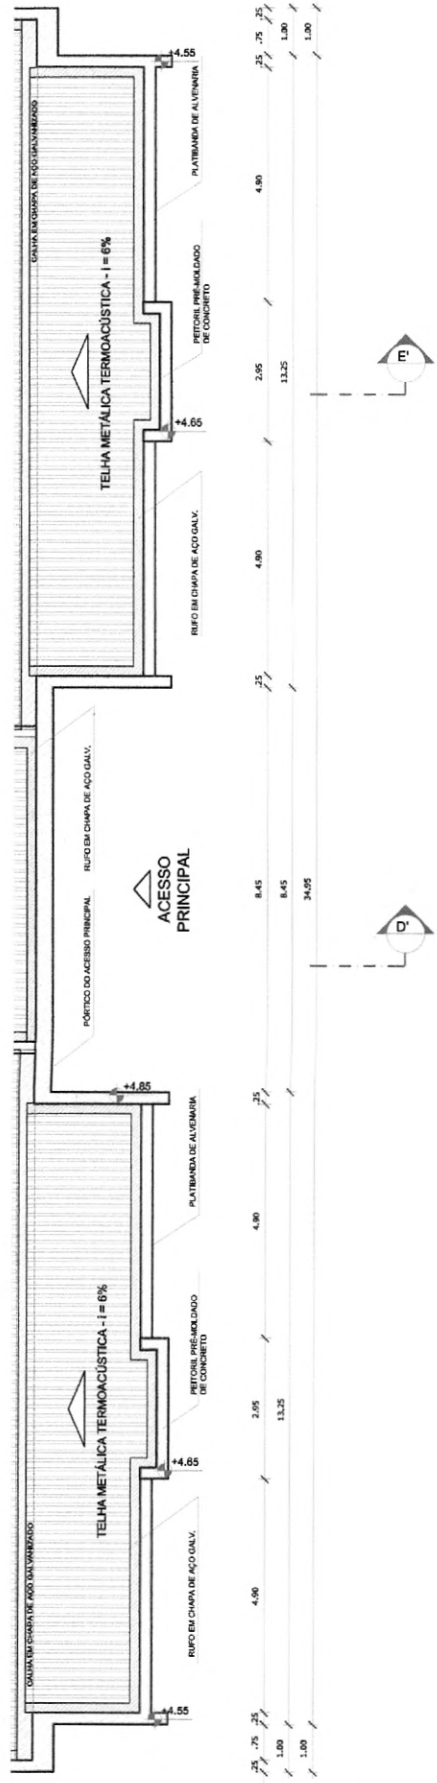 .25
.75
.25
1.00
1.00
+4.55
CALHA EM CHAPA DE AÇO GALVANIZADO
PLATIBANDA DE ALVENARIA
4.90
TELHA METÁLICA TERMOACÚSTICA - i = 6%
PEITORIL PRÉ-MOLDADO
DE CONCRETO
2.95
13.25
E'
+4.65
RUFO EM CHAPA DE AÇO GALV.
4.90
.25
RUFO EM CHAPA DE AÇO GALV.
ACESSO
PRINCIPAL
8.45
8.45
34.95
PÓRTICO DO ACESSO PRINCIPAL
D'
+4.85
.25
PLATIBANDA DE ALVENARIA
4.90
TELHA METÁLICA TERMOACÚSTICA - i = 6%
PEITORIL PRÉ-MOLDADO
DE CONCRETO
2.95
13.25
+4.65
CALHA EM CHAPA DE AÇO GALVANIZADO
RUFO EM CHAPA DE AÇO GALV.
4.90
+4.55
.25
.75
.25
1.00
1.00